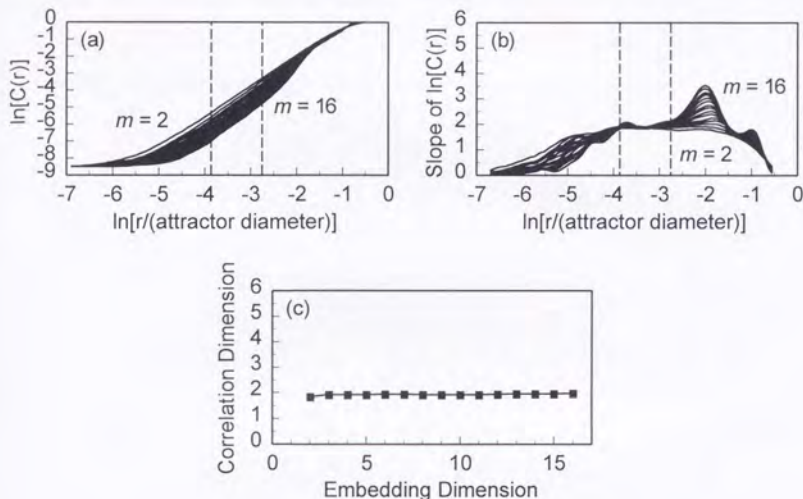 (a)
ln[C(r)]
-0
-1
-2
-3
-4
-5
-6
-7
-8
-9
m = 2
m = 16
-7 -6 -5 -4 -3 -2 -1 0
ln[r/(attractor diameter)]
(b)
Slope of ln[C(r)]
6
5
4
3
2
1
0
m = 16
m = 2
-7 -6 -5 -4 -3 -2 -1 0
ln[r/(attractor diameter)]
(c)
Correlation Dimension
6
5
4
3
2
1
0
0 5 10 15
Embedding Dimension